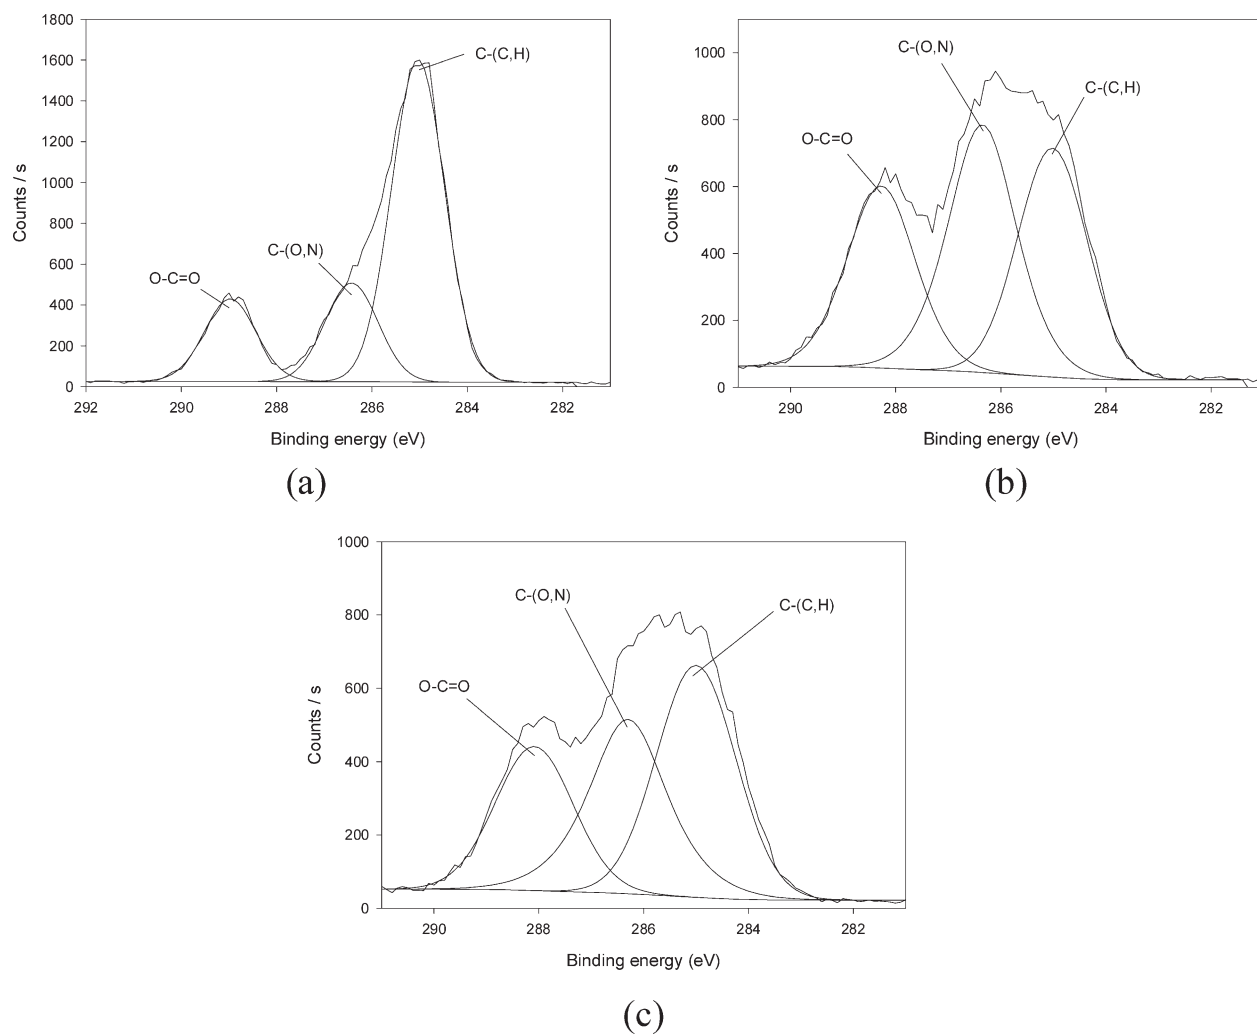 1800
1600
1400
1200
1000
800
600
400
200
0
Counts / s
C-(C,H)
C-(O,N)
O-C=O
292 290 288 286 284 282
Binding energy (eV)
(a)
1000
800
600
400
200
0
Counts / s
C-(O,N)
C-(C,H)
O-C=O
290 288 286 284 282
Binding energy (eV)
(b)
1000
800
600
400
200
0
Counts / s
C-(O,N)
C-(C,H)
O-C=O
290 288 286 284 282
Binding energy (eV)
(c)